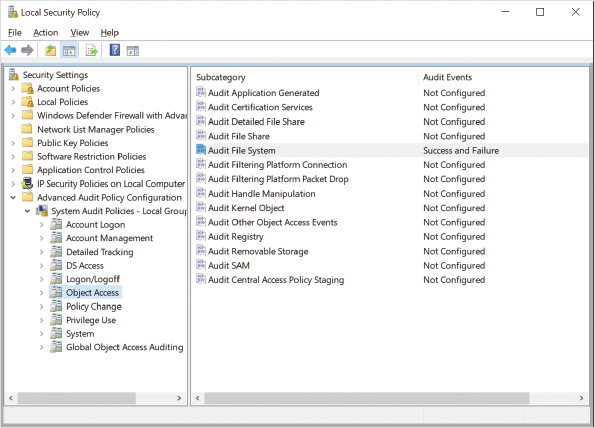 Local Security Policy
File Action View Help
Security Settings
Account Policies
Local Policies
Windows Defender Firewall with Adva
Network List Manager Policies
Public Key Policies
Software Restriction Policies
Application Control Policies
IP Security Policies on Local Computer
Advanced Audit Policy Configuration
System Audit Policies - Local Grou
Account Logon
Account Management
Detailed Tracking
DS Access
Logon/Logoff
Object Access
Policy Change
Privilege Use
System
Global Object Access Auditing
Subcategory Audit Events
Audit Application Generated Not Configured
Audit Certification Services Not Configured
Audit Detailed File Share Not Configured
Audit File Share Not Configured
Audit File System Success and Failure
Audit Filtering Platform Connection Not Configured
Audit Filtering Platform Packet Drop Not Configured
Audit Handle Manipulation Not Configured
Audit Kernel Object Not Configured
Audit Other Object Access Events Not Configured
Audit Registry Not Configured
Audit Removable Storage Not Configured
Audit SAM Not Configured
Audit Central Access Policy Staging Not Configured